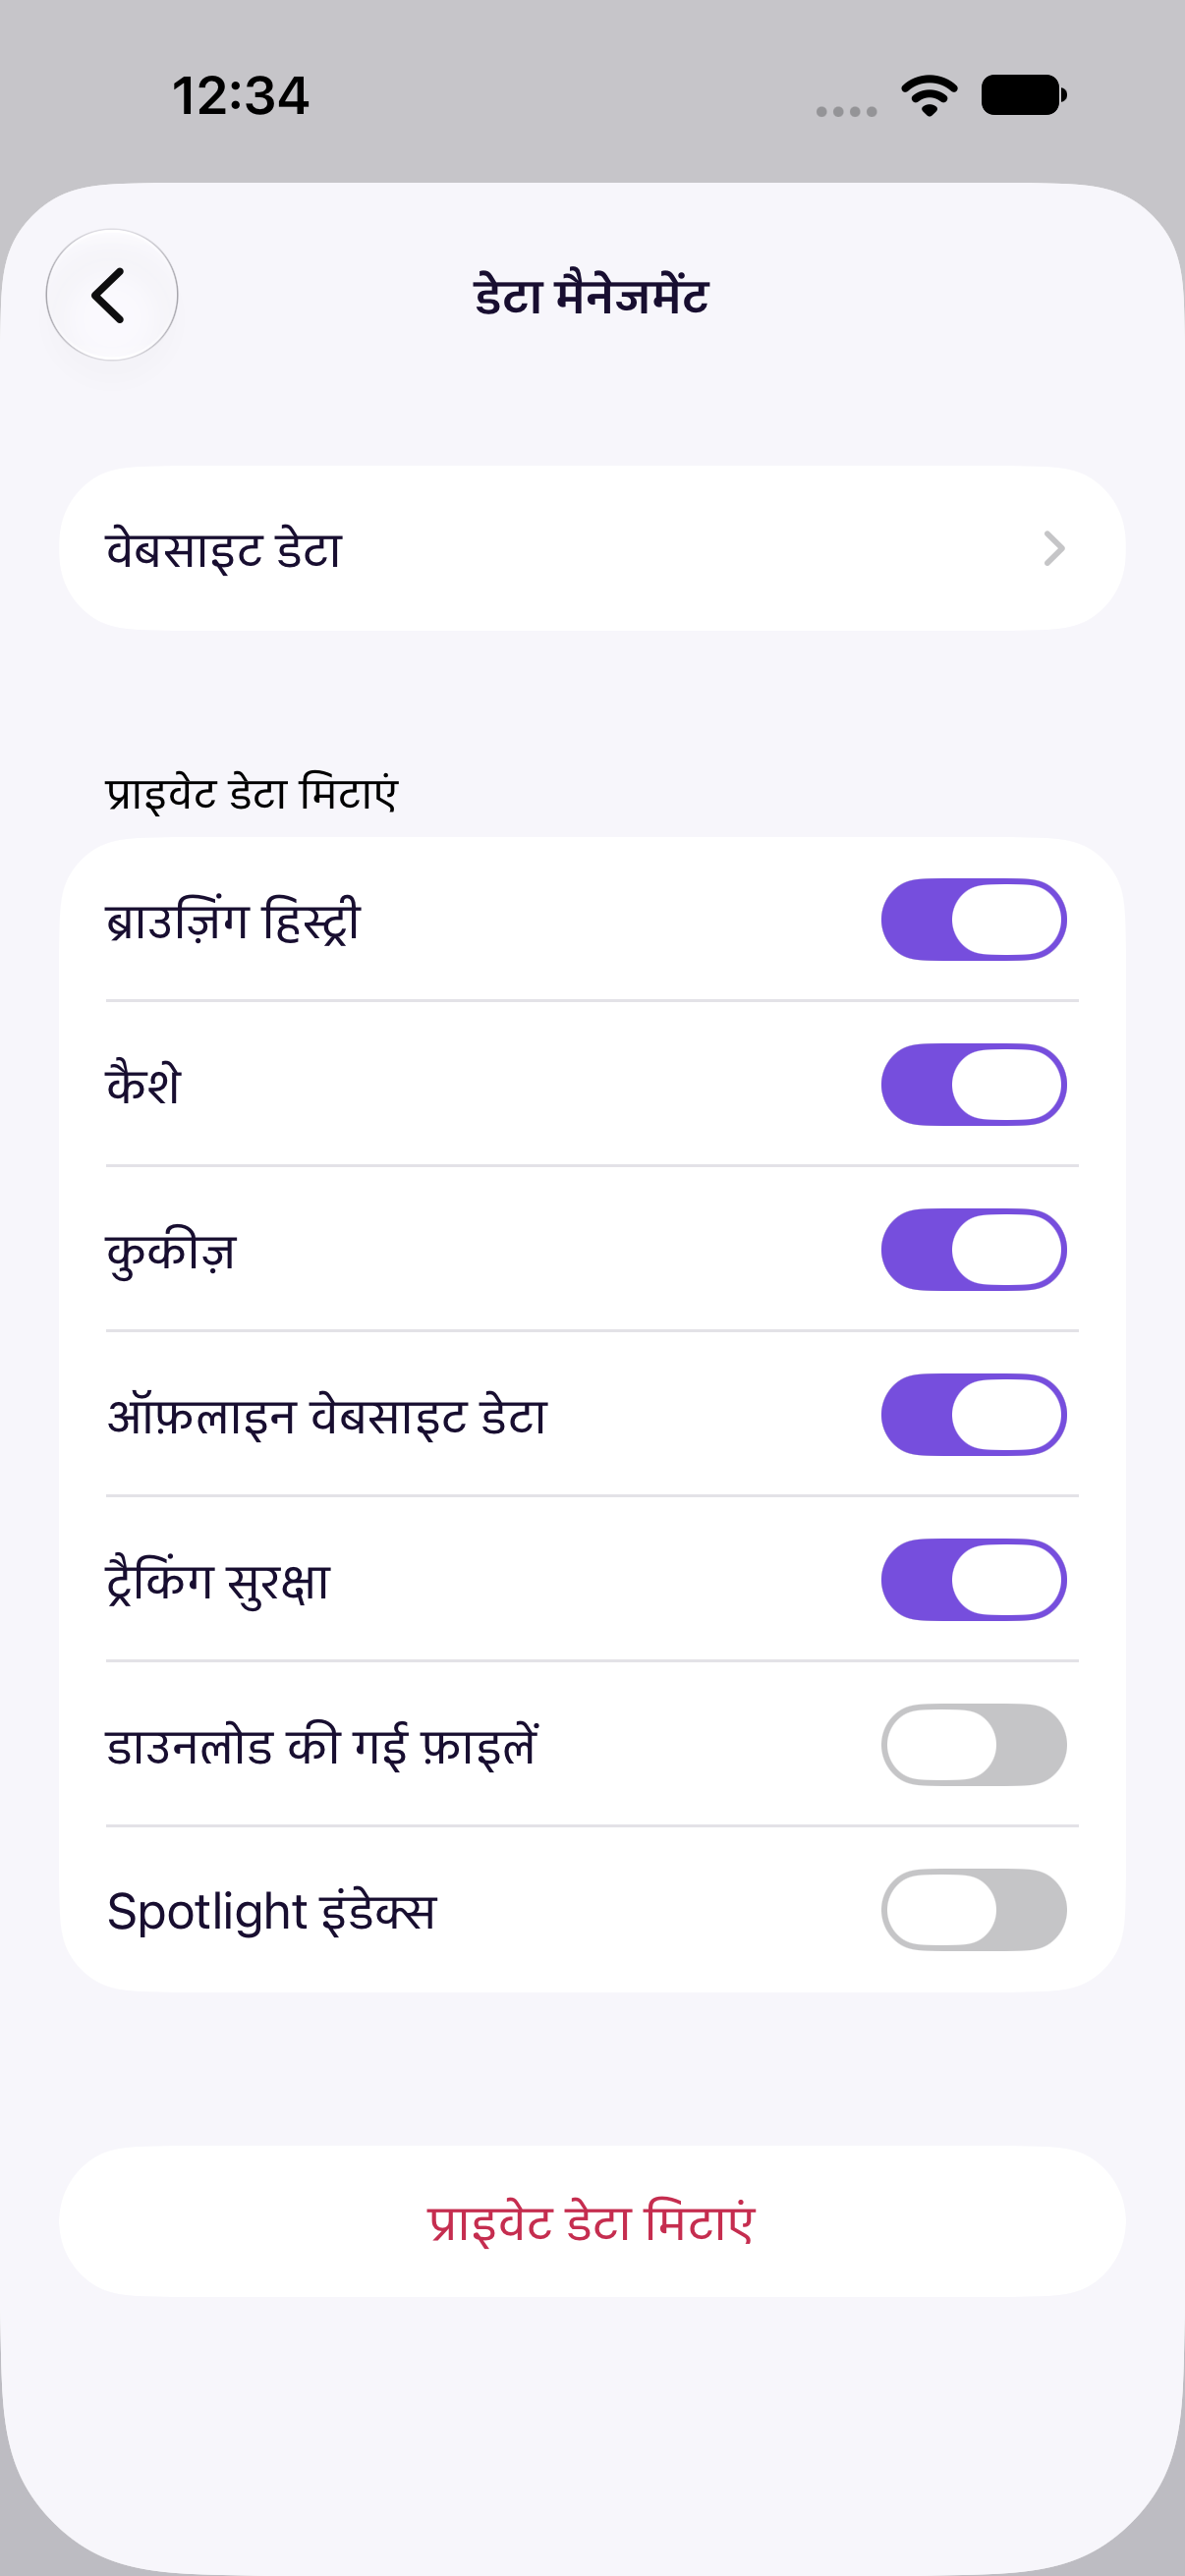 12:34
डेटा मैनेजमेंट
वेबसाइट डेटा
प्राइवेट डेटा मिटाएं
ब्राउज़िंग हिस्ट्री
कैशे
कुकीज़
ऑफ़लाइन वेबसाइट डेटा
ट्रैकिंग सुरक्षा
डाउनलोड की गई फ़ाइलें
Spotlight इंडेक्स
प्राइवेट डेटा मिटाएं